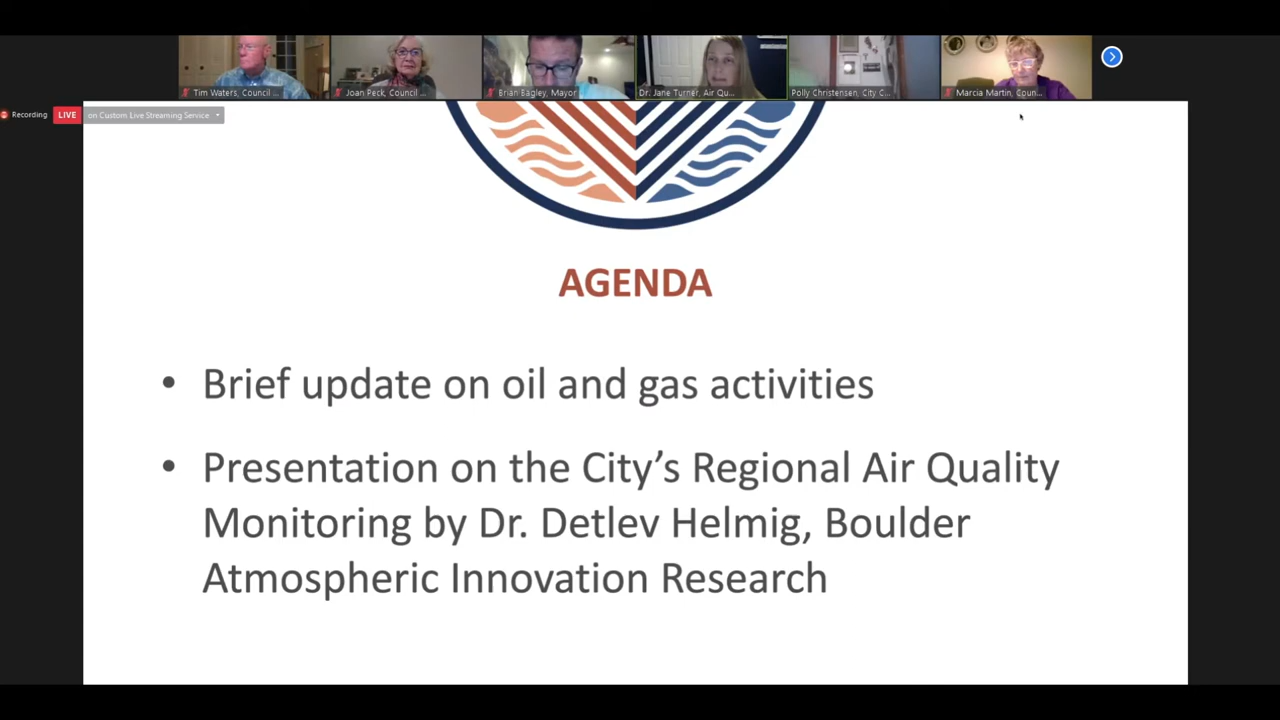 Tim Waters, Council ...
Joan Peck, Council ...
Brian Bagley, Mayor
Dr. Jane Turner, Air Qu...
Polly Christensen, City C...
Marcia Martin, Coun...
Recording
LIVE
on Custom Live Streaming Service
AGENDA
• Brief update on oil and gas activities
• Presentation on the City’s Regional Air Quality
Monitoring by Dr. Detlev Helmig, Boulder
Atmospheric Innovation Research